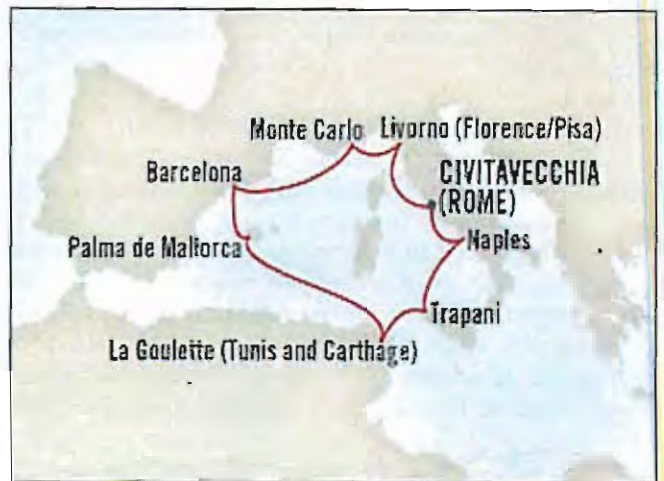 Monte Carlo
Livorno (Florence/Pisa)
Barcelona
CIVITAVECCHIA
(ROME)
Palma de Mallorca
Naples
Trapani
La Goulette (Tunis and Carthage)